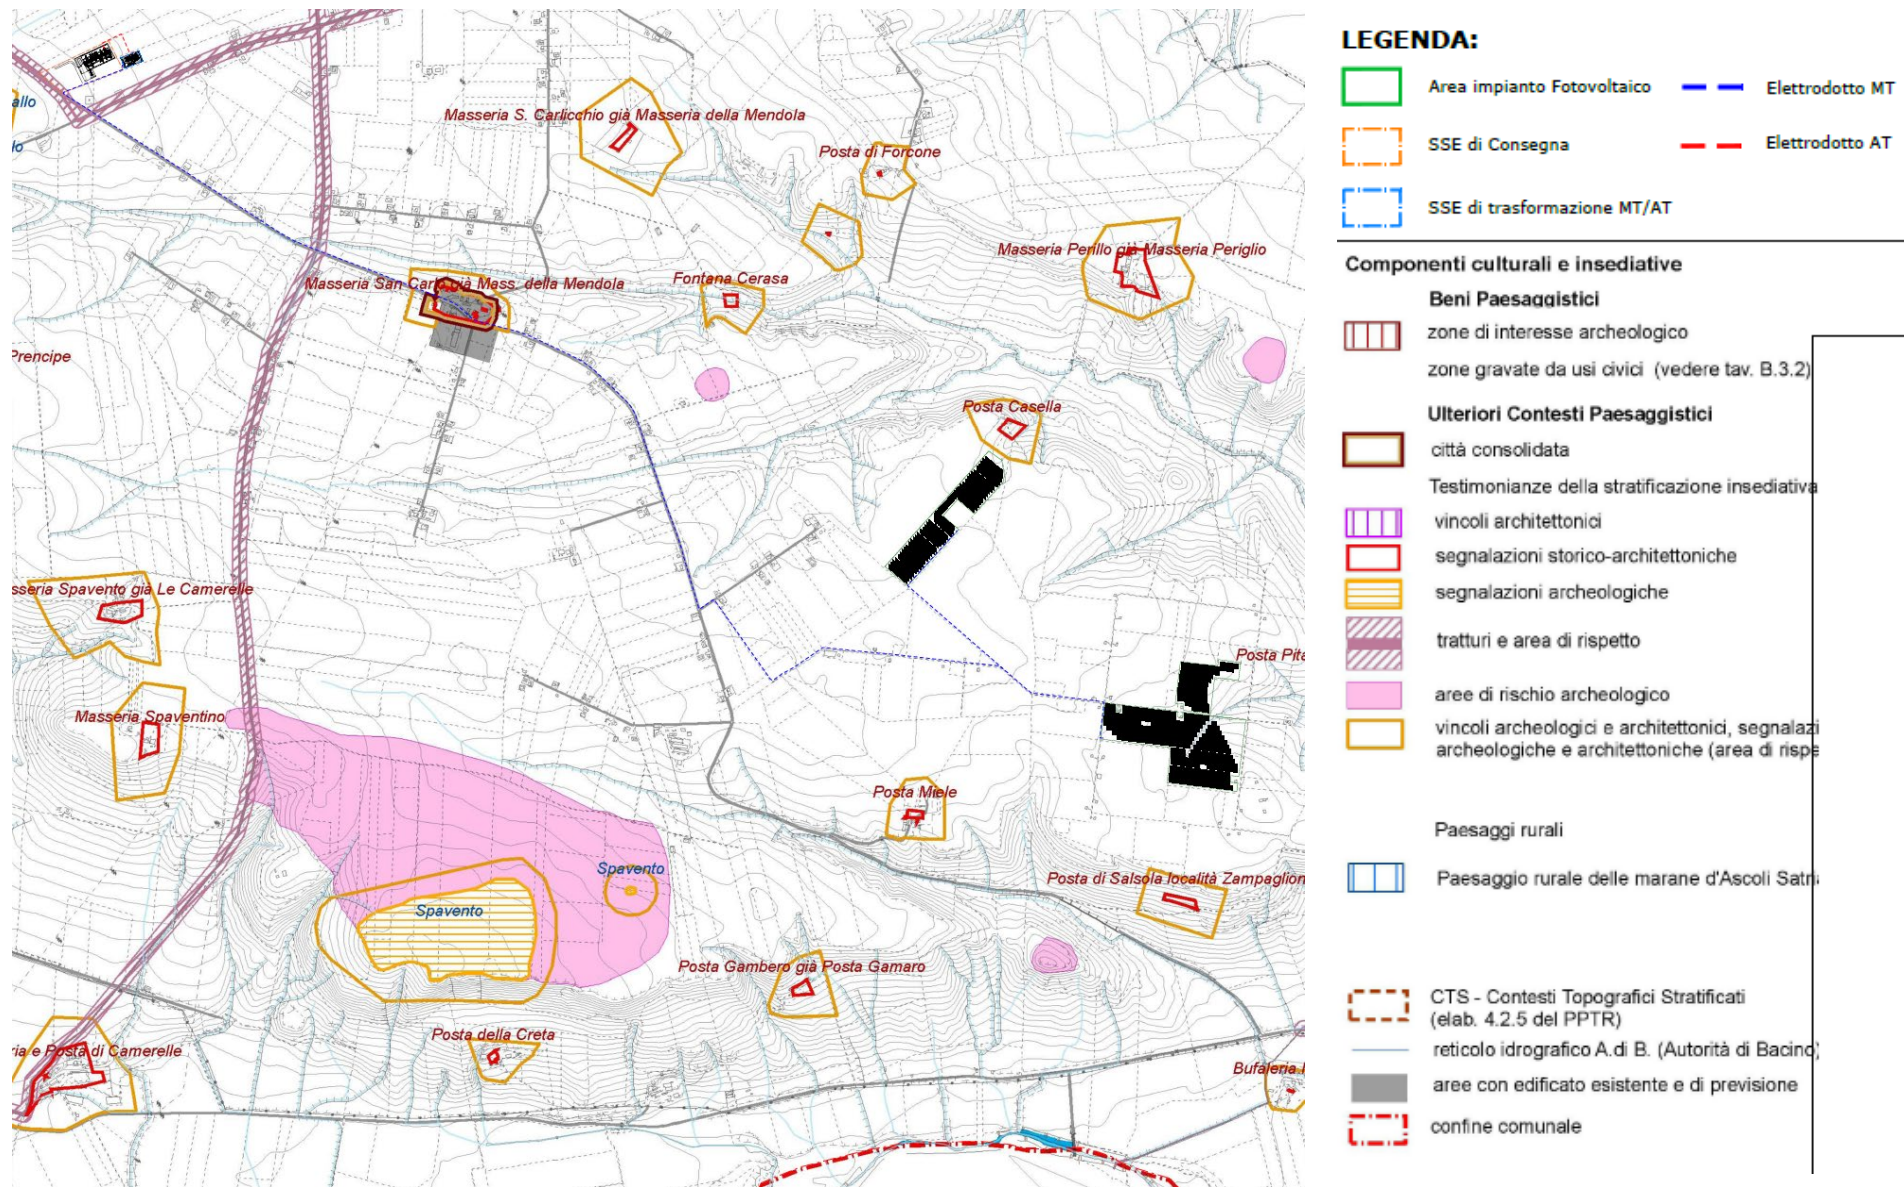 allo
lo
Masseria S. Carlicchio già Masseria della Mendola
Posta di Forcone
Masseria Perillo già Masseria Periglio
Masseria San Carlo già Mass. della Mendola
Fontana Cerasa
Prencipe
Posta Casella
sseria Spavento già Le Camerelle
Posta Pita
Masseria Spaventino
Posta Miele
Spavento
Posta di Salsola località Zampaglion
Spavento
Posta Gambero già Posta Gamaro
Posta della Creta
ria e Posta di Camerelle
Bufaleria
LEGENDA:
Area impianto Fotovoltaico
Elettrodotto MT
SSE di Consegna
Elettrodotto AT
SSE di trasformazione MT/AT
Componenti culturali e insediative
Beni Paesaggistici
zone di interesse archeologico
zone gravate da usi civici (vedere tav. B.3.2)
Ulteriori Contesti Paesaggistici
città consolidata
Testimonianze della stratificazione insediativa
vincoli architettonici
segnalazioni storico-architettoniche
segnalazioni archeologiche
tratturi e area di rispetto
aree di rischio archeologico
vincoli archeologici e architettonici, segnalazi
archeologiche e architettoniche (area di rispe
Paesaggi rurali
Paesaggio rurale delle marane d'Ascoli Satri
CTS - Contesti Topografici Stratificati
(elab. 4.2.5 del PPTR)
reticolo idrografico A.di B. (Autorità di Bacino)
aree con edificato esistente e di previsione
confine comunale